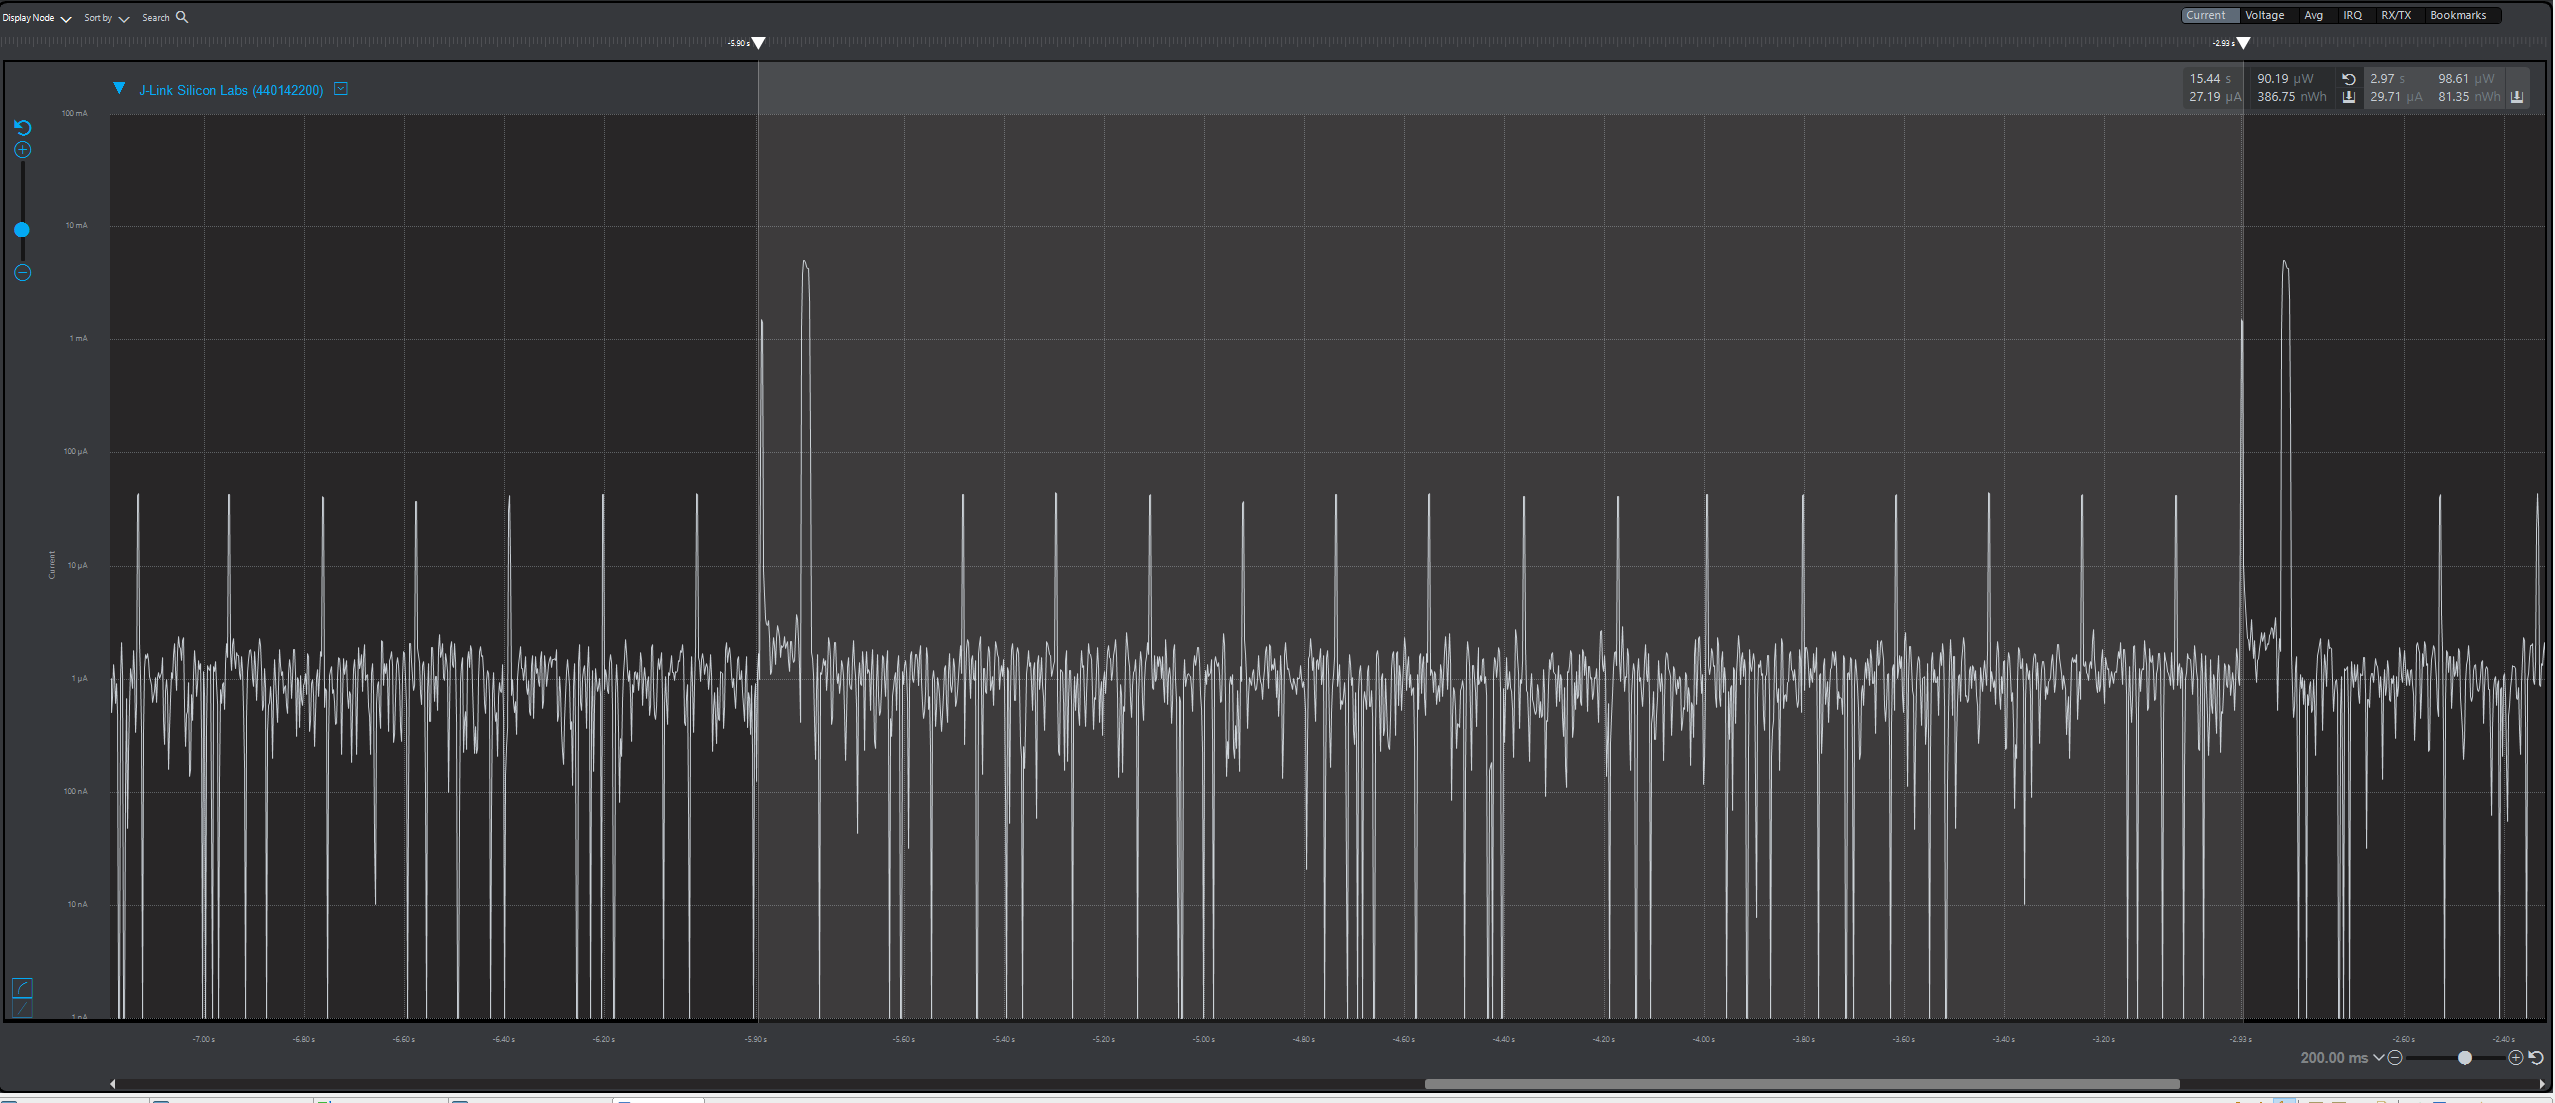 Display Node Sort by Search Current Voltage Avg IRQ RX/TX Bookmarks
-5.90 s -2.93 s
J-Link Silicon Labs (440142200)
15.44 s 90.19 µW 2.97 s 98.61 µW
27.19 µA 386.75 nWh 29.71 µA 81.35 nWh
100 mA
10 mA
1 mA
100 µA
10 µA
1 µA
100 nA
10 nA
1 nA
Current
-7.00 s -6.80 s -6.60 s -6.40 s -6.20 s -5.90 s -5.60 s -5.40 s -5.20 s -5.00 s -4.80 s -4.60 s -4.40 s -4.20 s -4.00 s -3.80 s -3.60 s -3.40 s -3.20 s -2.93 s -2.60 s -2.40 s
200.00 ms